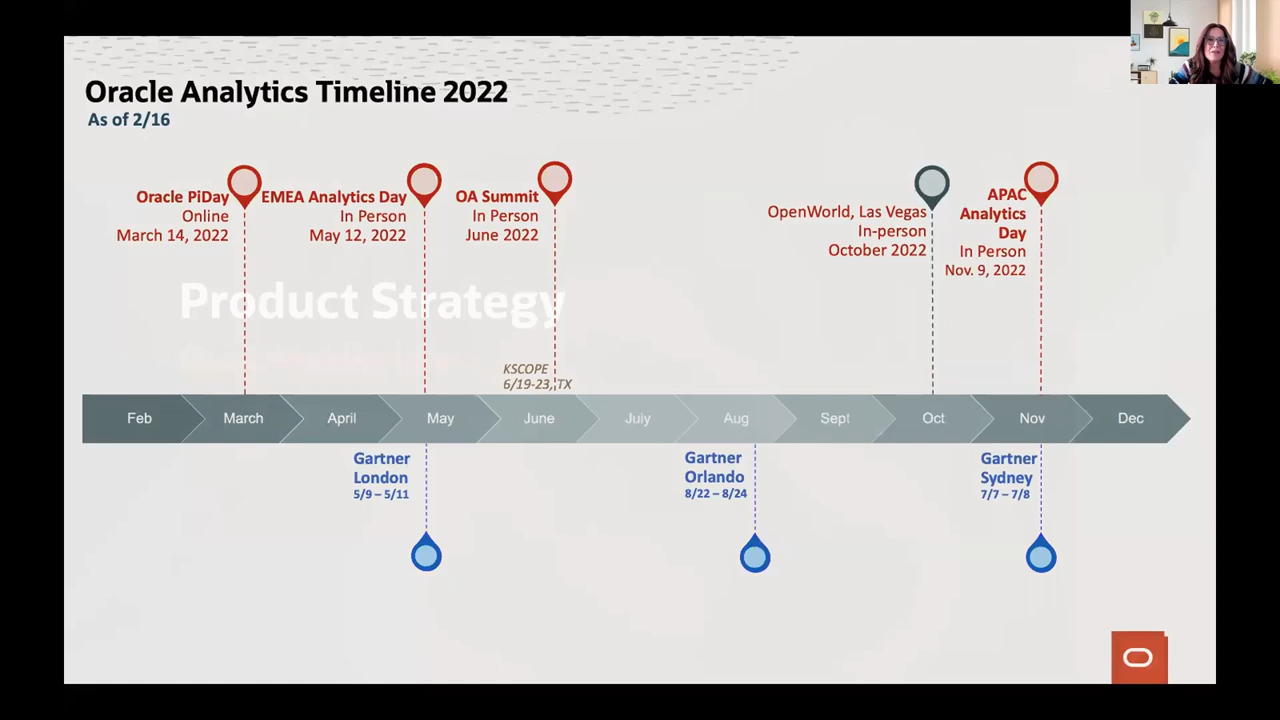 Oracle Analytics Timeline 2022
As of 2/16
Oracle PiDay
Online
March 14, 2022
EMEA Analytics Day
In Person
May 12, 2022
OA Summit
In Person
June 2022
OpenWorld, Las Vegas
In-person
October 2022
APAC
Analytics
Day
In Person
Nov. 9, 2022
Product Strategy
KSCOPE
6/19-23, TX
Feb
March
April
May
June
July
Aug
Sept
Oct
Nov
Dec
Gartner
London
5/9 – 5/11
Gartner
Orlando
8/22 – 8/24
Gartner
Sydney
7/7 – 7/8